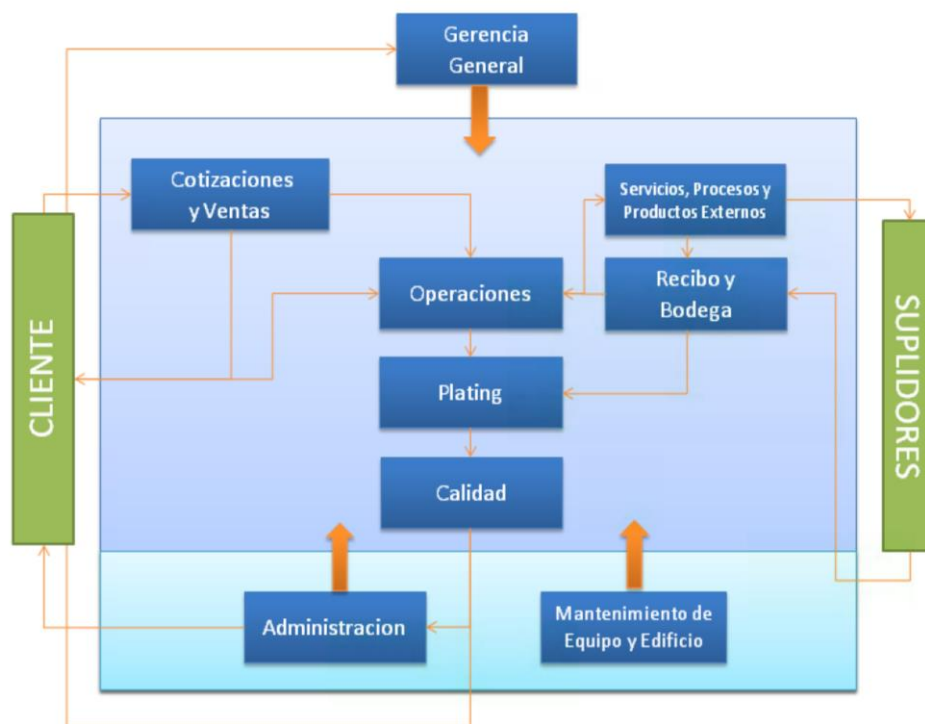 Gerencia
General
Cotizaciones
y Ventas
Servicios, Procesos y
Productos Externos
CLIENTE
Operaciones
Recibo y
Bodega
SUPLIDORES
Plating
Calidad
Administracion
Mantenimiento de
Equipo y Edificio